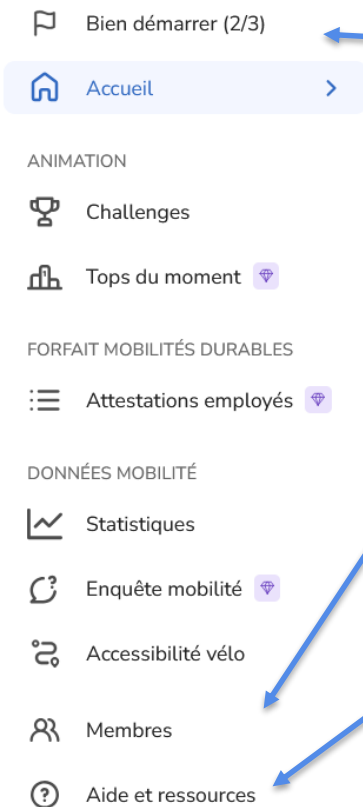 Bien démarrer (2/3)
Accueil
ANIMATION
Challenges
Tops du moment
FORFAIT MOBILITÉS DURABLES
Attestations employés
DONNÉES MOBILITÉ
Statistiques
Enquête mobilité
Accessibilité vélo
Membres
Aide et ressources